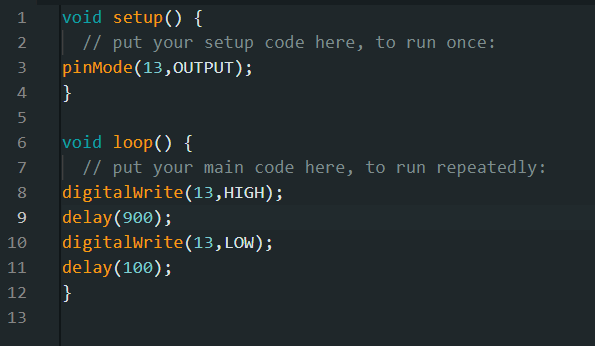 1 void setup() {
2 // put your setup code here, to run once:
3 pinMode(13,OUTPUT);
4 }
5
6 void loop() {
7 // put your main code here, to run repeatedly:
8 digitalWrite(13,HIGH);
9 delay(900);
10 digitalWrite(13,LOW);
11 delay(100);
12 }
13